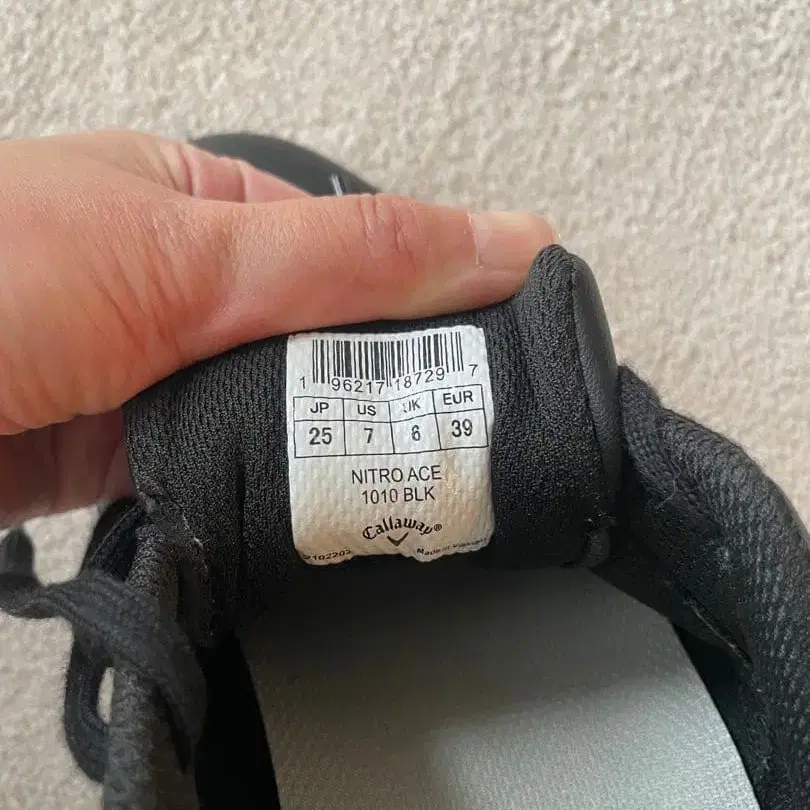 1 96217 18729 7
JP US UK EUR
25 7 6 39
NITRO ACE
1010 BLK
Callaway®
Made in Vietnam